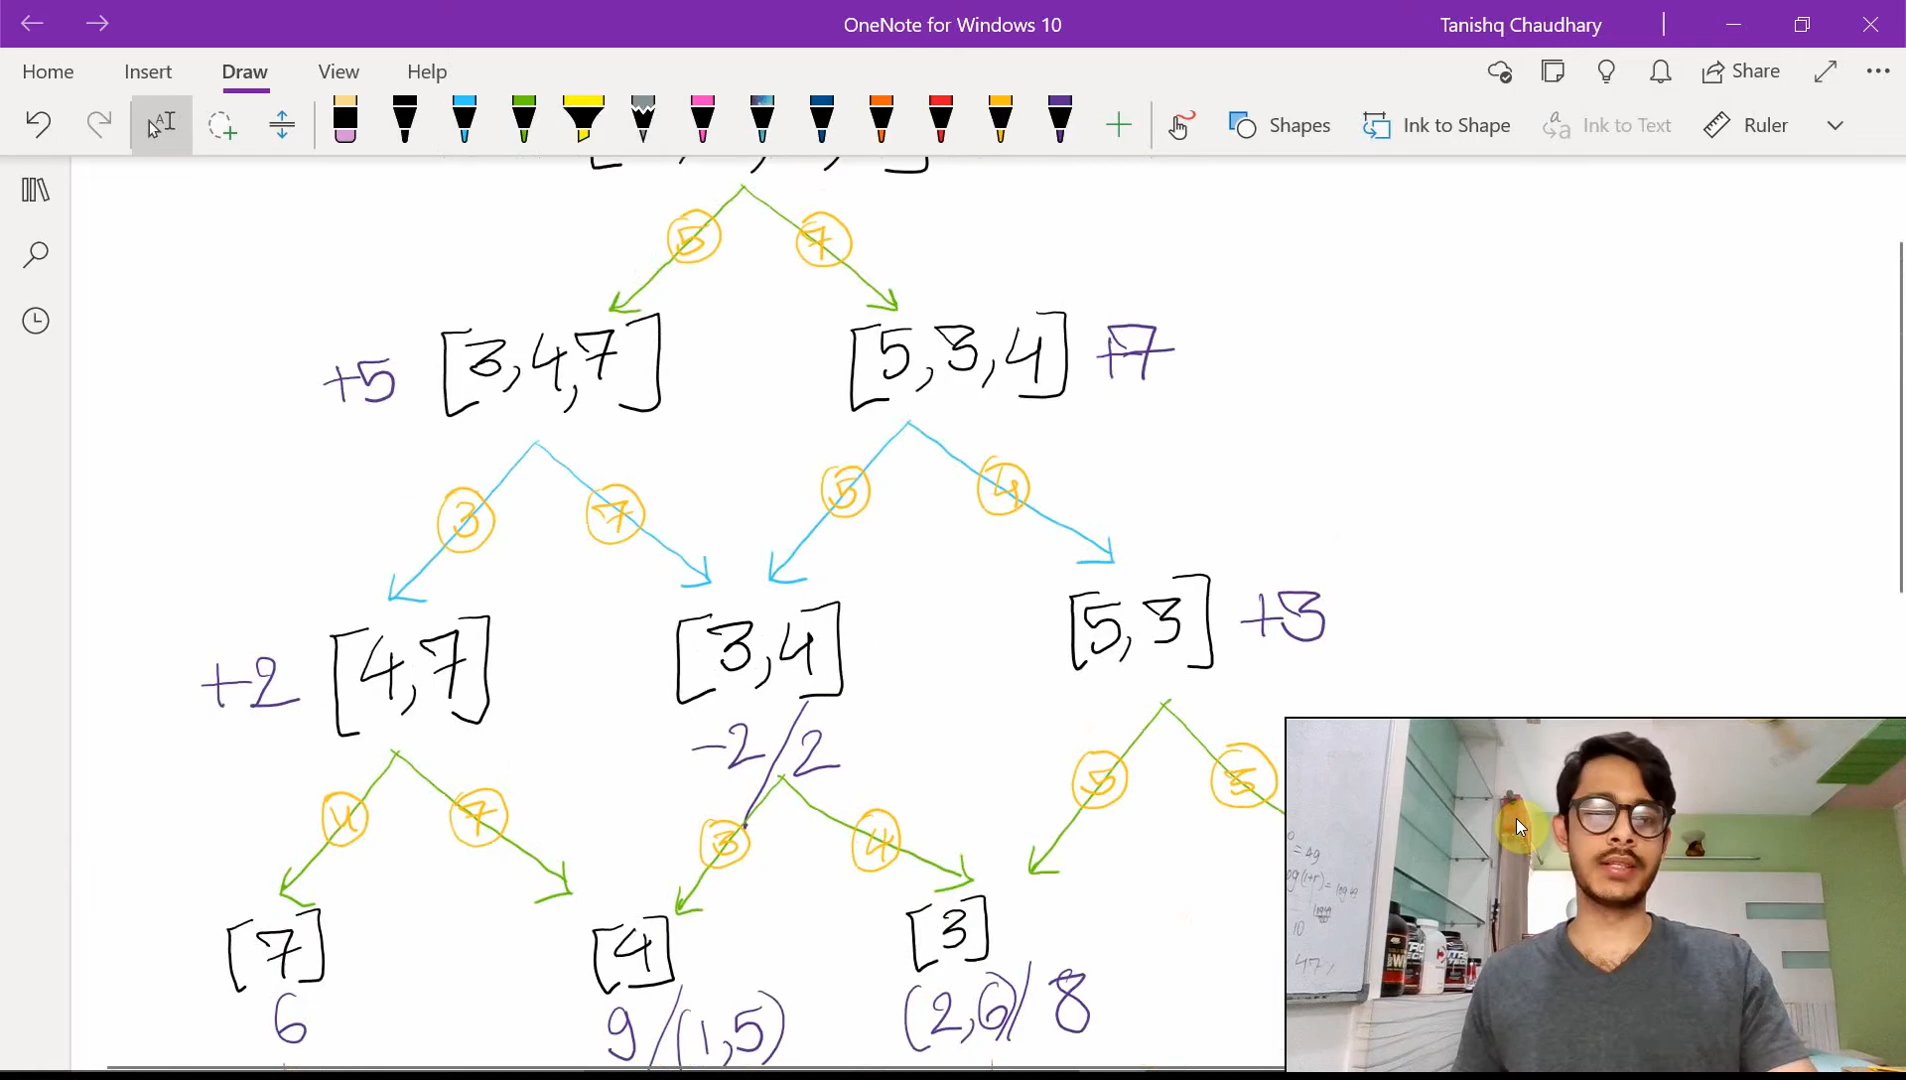 OneNote for Windows 10
Tanishq Chaudhary
Home Insert Draw View Help
Share
Shapes Ink to Shape Ink to Text Ruler
5 7
+5 [3,4,7] [5,3,4] +7
3 7 5 4
+2 [4,7] [3,4] [5,3] +3
-2/2
4 7 3 4 5 3
[7] [4] [3]
6 9/(1,5) (2,6)/8